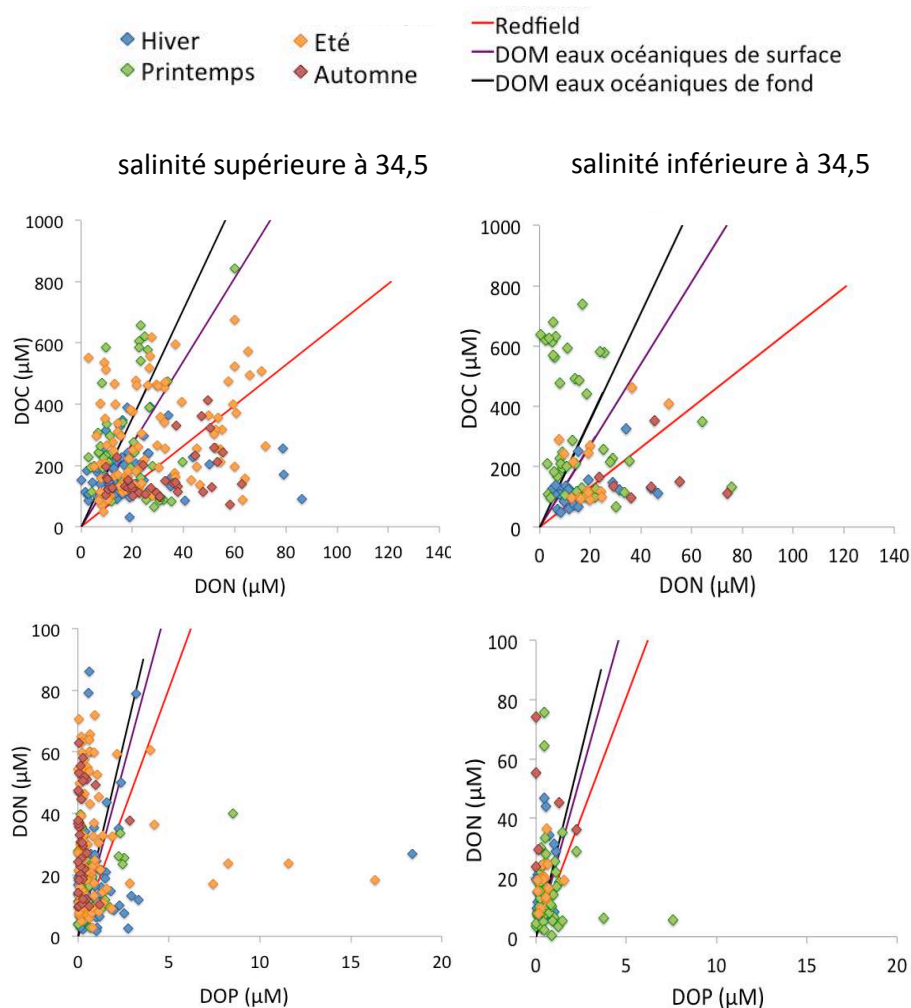 Hiver
Eté
Redfield
Printemps
Automne
DOM eaux océaniques de surface
DOM eaux océaniques de fond
salinité supérieure à 34,5
salinité inférieure à 34,5
1000
800
600
400
200
0
DOC (µM)
0 20 40 60 80 100 120 140
DON (µM)
1000
800
600
400
200
0
DOC (µM)
0 20 40 60 80 100 120 140
DON (µM)
100
80
60
40
20
0
DON (µM)
0 5 10 15 20
DOP (µM)
100
80
60
40
20
0
DON (µM)
0 5 10 15 20
DOP (µM)